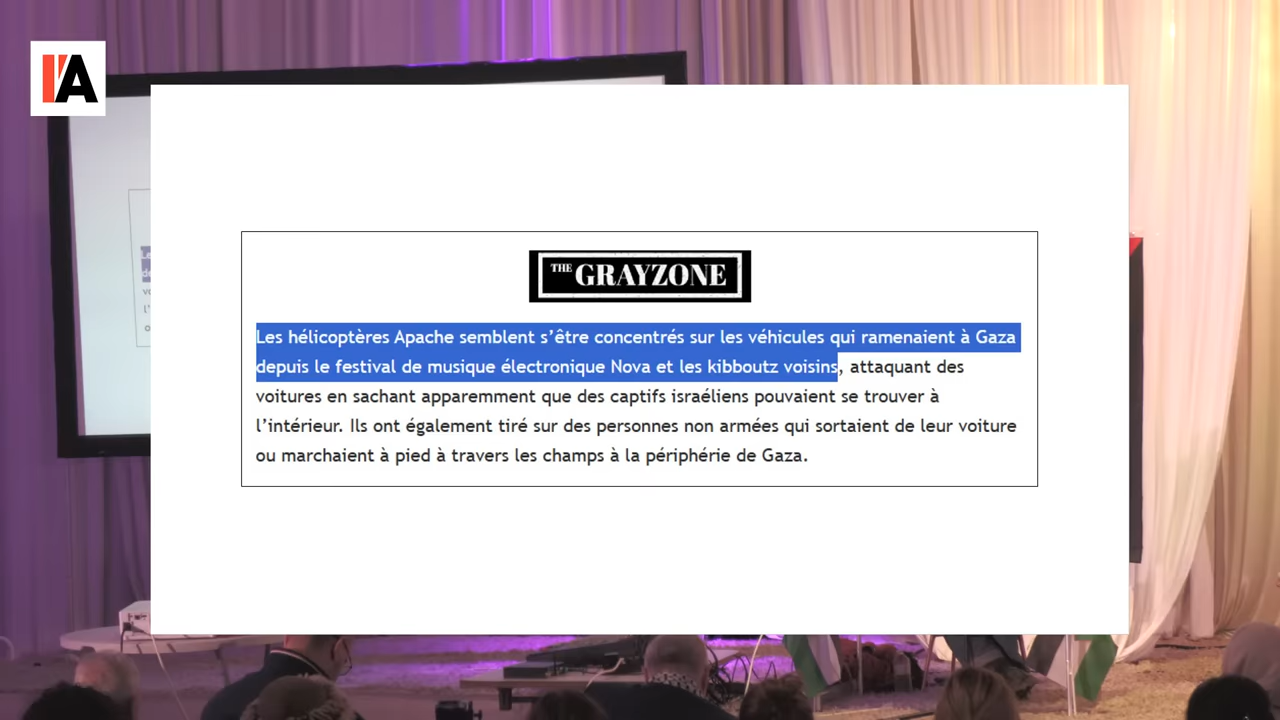 l'A
THE GRAYZONE
Les hélicoptères Apache semblent s’être concentrés sur les véhicules qui ramenaient à Gaza
depuis le festival de musique électronique Nova et les kibboutz voisins, attaquant des
voitures en sachant apparemment que des captifs israéliens pouvaient se trouver à
l’intérieur. Ils ont également tiré sur des personnes non armées qui sortaient de leur voiture
ou marchaient à pied à travers les champs à la périphérie de Gaza.